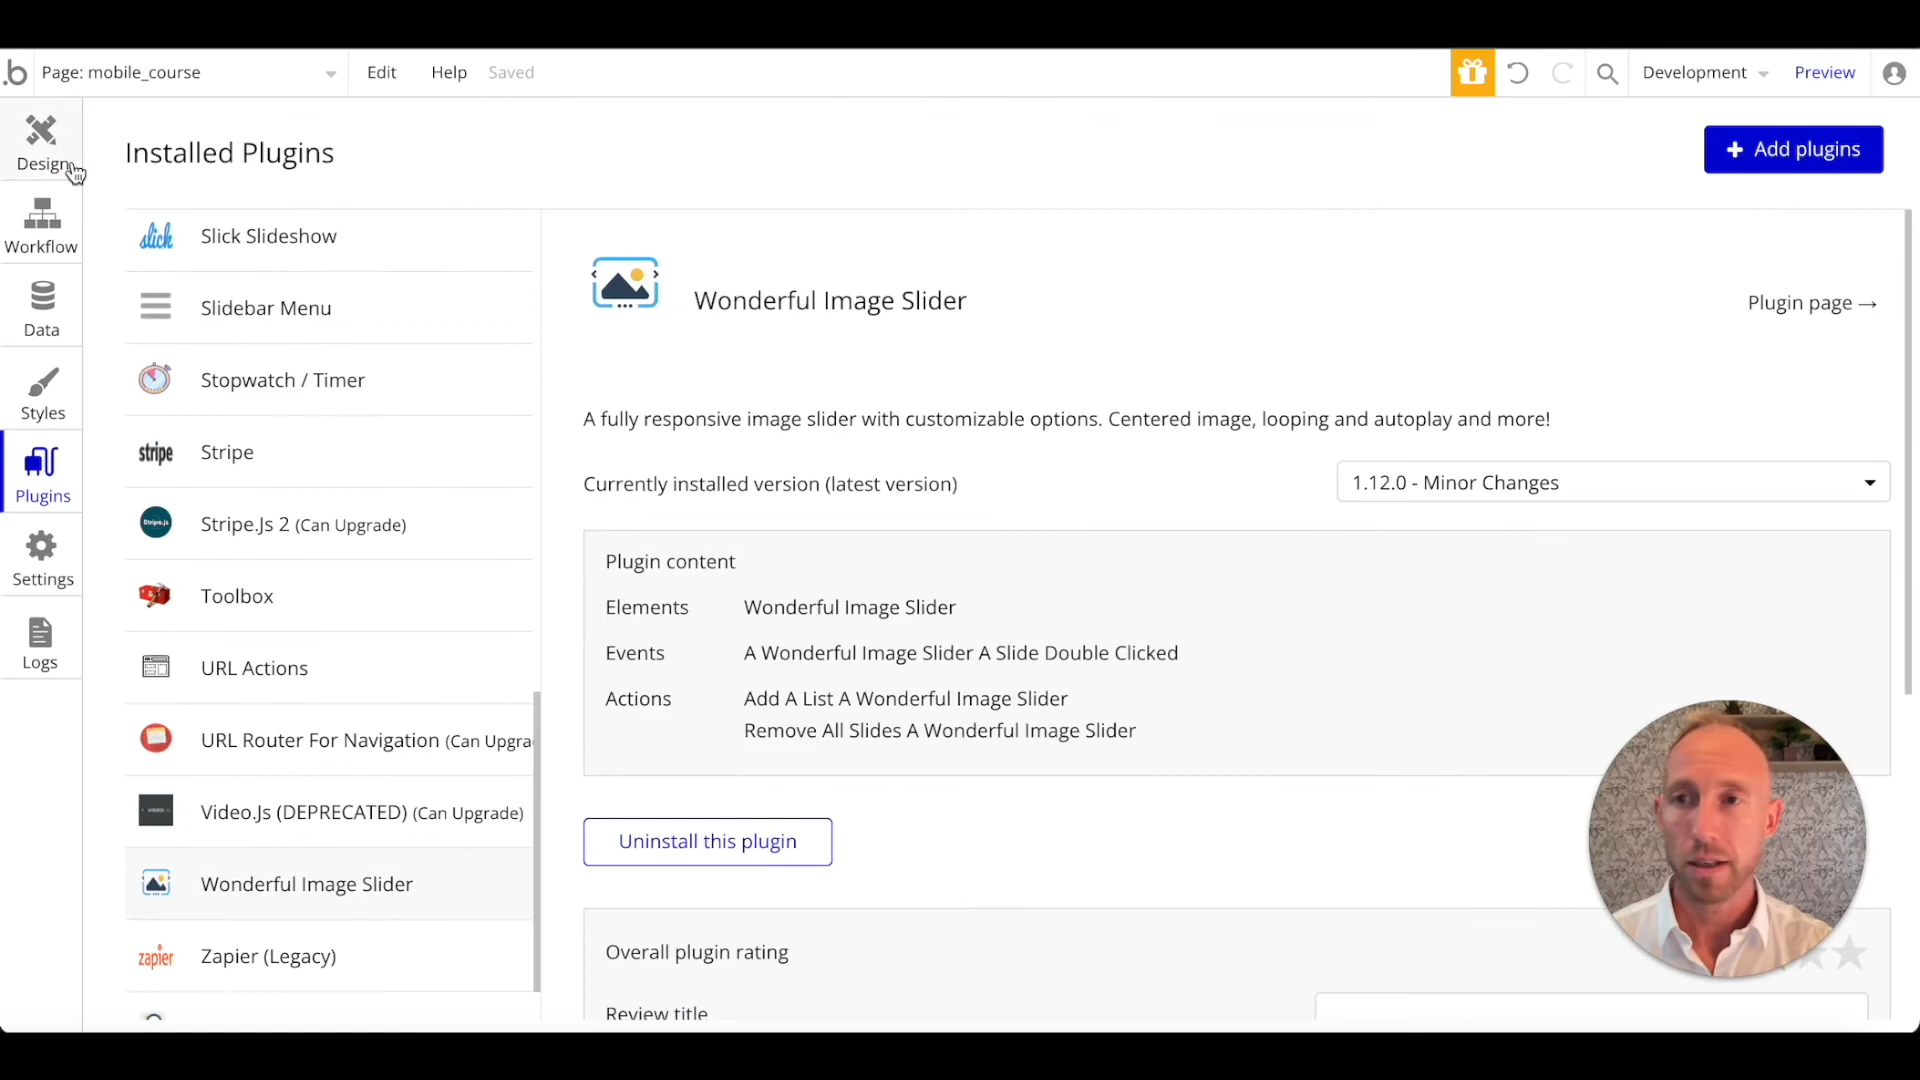 .b
Page: mobile_course
Edit
Help
Saved
Development
Preview
Design
Workflow
Data
Styles
Plugins
Settings
Logs
Installed Plugins
Add plugins
slick
Slick Slideshow
Slidebar Menu
Stopwatch / Timer
stripe
Stripe
Stripe.js
Stripe.Js 2 (Can Upgrade)
Toolbox
URL Actions
URL Router For Navigation (Can Upgra
Video.Js (DEPRECATED) (Can Upgrade)
Wonderful Image Slider
zapier
Zapier (Legacy)
Wonderful Image Slider
Plugin page →
A fully responsive image slider with customizable options. Centered image, looping and autoplay and more!
Currently installed version (latest version)
1.12.0 - Minor Changes
Plugin content
Elements
Wonderful Image Slider
Events
A Wonderful Image Slider A Slide Double Clicked
Actions
Add A List A Wonderful Image Slider
Remove All Slides A Wonderful Image Slider
Uninstall this plugin
Overall plugin rating
Review title